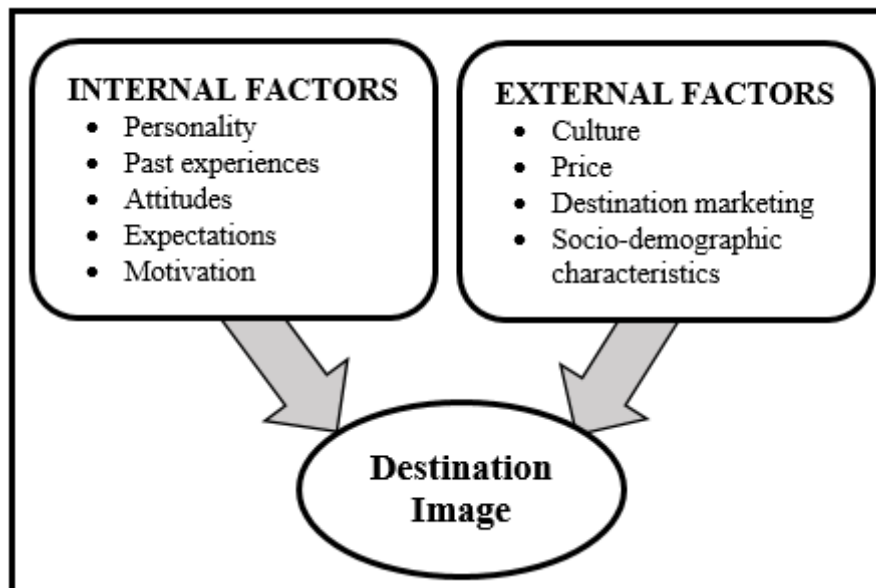 INTERNAL FACTORS
• Personality
• Past experiences
• Attitudes
• Expectations
• Motivation
EXTERNAL FACTORS
• Culture
• Price
• Destination marketing
• Socio-demographic
characteristics
Destination
Image